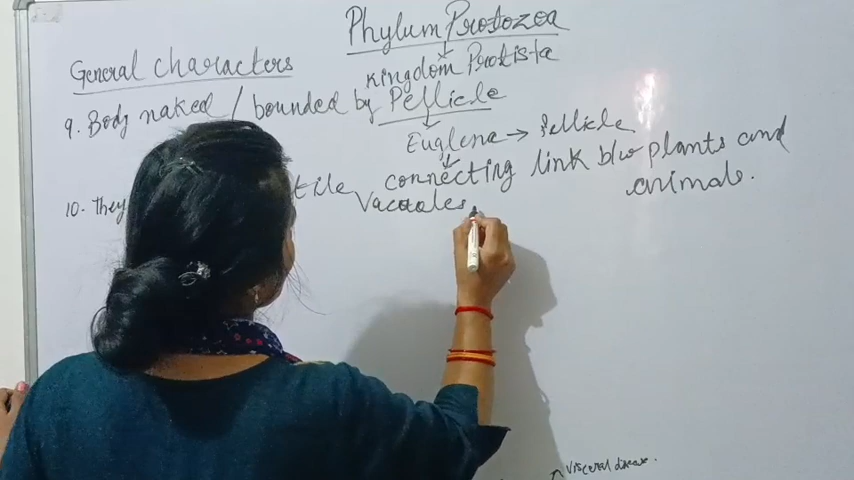 Phylum Protozoa
Kingdom Protista
General characters
9. Body naked / bounded by Pellicle
Euglena → Pellicle
connecting link b/w plants and
animals.
10. They tile Vacuoles
Visceral disease.